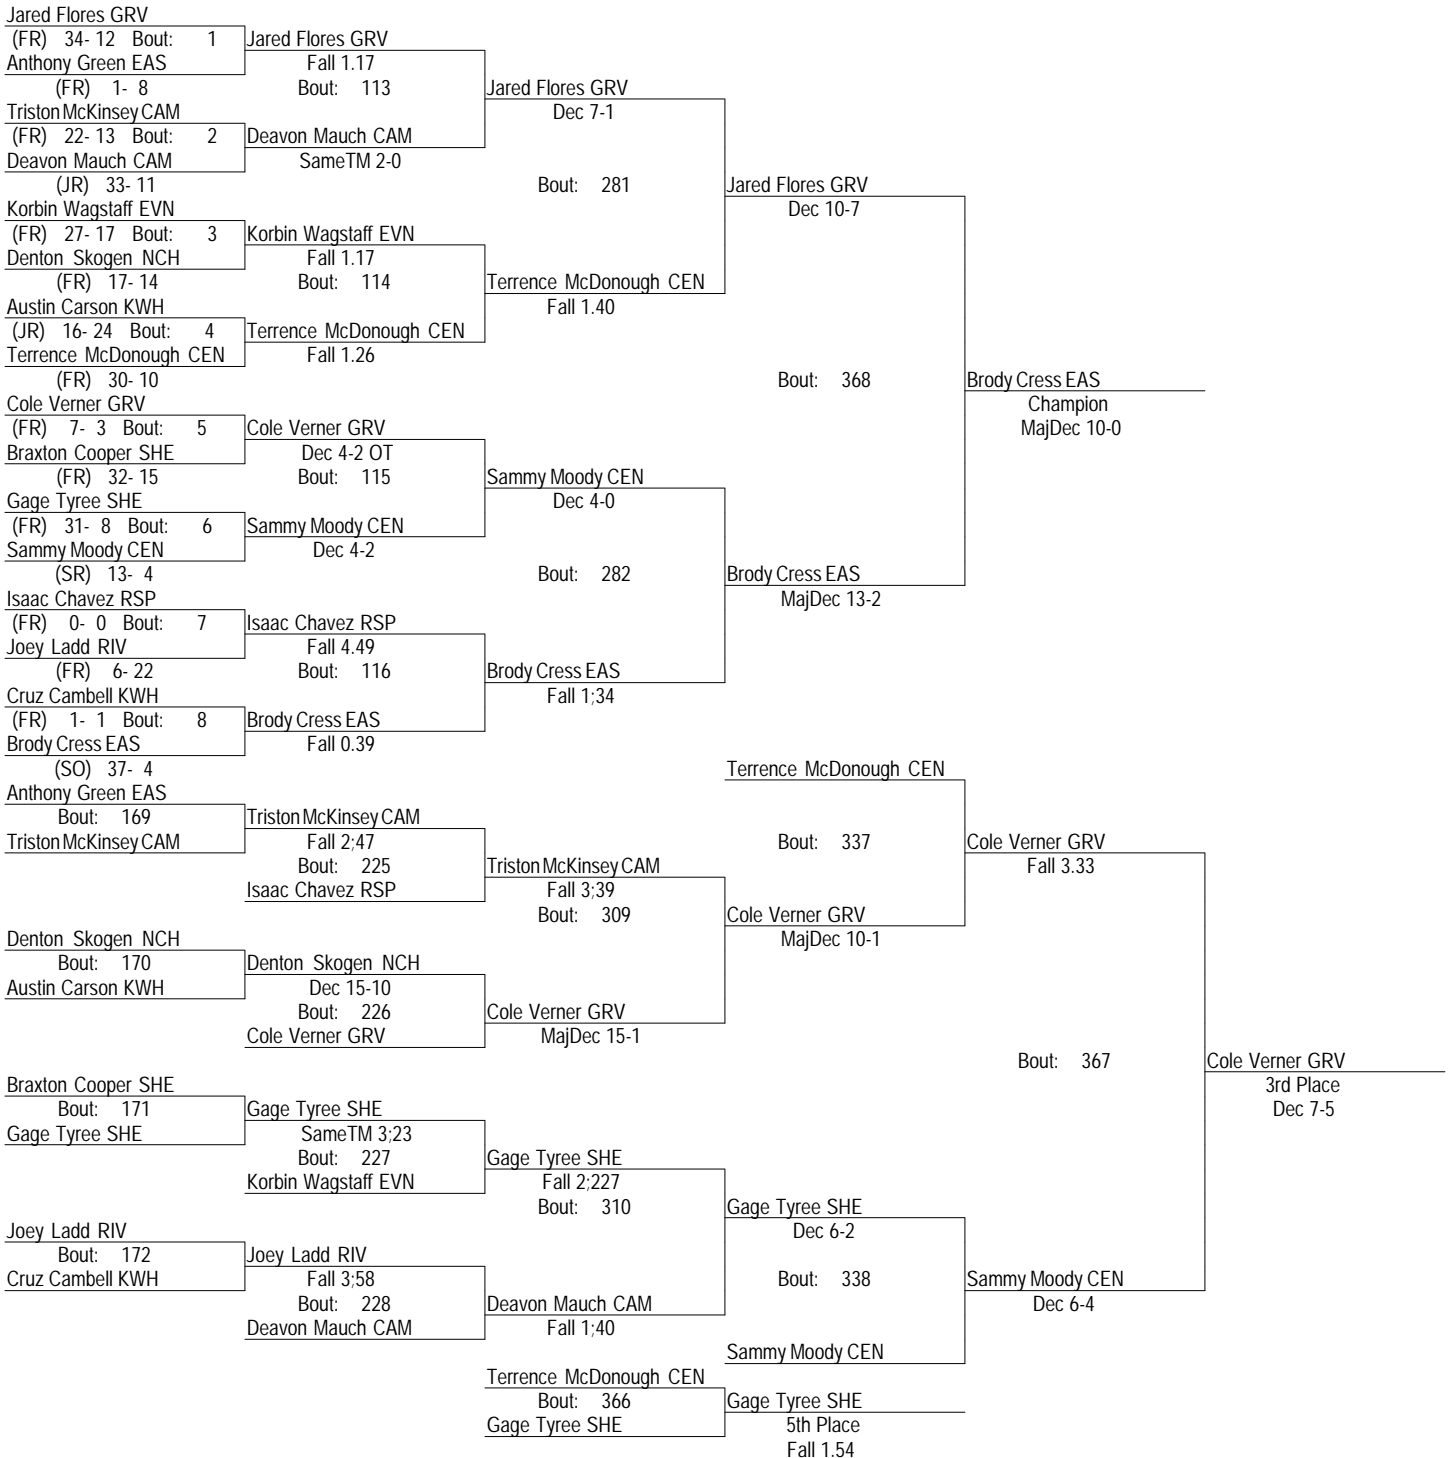 Jared Flores GRV
(FR) 34- 12 Bout: 1 Jared Flores GRV
Anthony Green EAS Fall 1.17
(FR) 1- 8 Bout: 113 Jared Flores GRV
Triston McKinsey CAM Dec 7-1
(FR) 22- 13 Bout: 2 Deavon Mauch CAM
Deavon Mauch CAM SameTM 2-0
(JR) 33- 11 Bout: 281 Jared Flores GRV
Korbin Wagstaff EVN Dec 10-7
(FR) 27- 17 Bout: 3 Korbin Wagstaff EVN
Denton Skogen NCH Fall 1.17
(FR) 17- 14 Bout: 114 Terrence McDonough CEN
Austin Carson KWH Fall 1.40
(JR) 16- 24 Bout: 4 Terrence McDonough CEN
Terrence McDonough CEN Fall 1.26
(FR) 30- 10 Bout: 368 Brody Cress EAS
Cole Verner GRV Champion
(FR) 7- 3 Bout: 5 Cole Verner GRV MajDec 10-0
Braxton Cooper SHE Dec 4-2 OT
(FR) 32- 15 Bout: 115 Sammy Moody CEN
Gage Tyree SHE Dec 4-0
(FR) 31- 8 Bout: 6 Sammy Moody CEN
Sammy Moody CEN Dec 4-2
(SR) 13- 4 Bout: 282 Brody Cress EAS
Isaac Chavez RSP MajDec 13-2
(FR) 0- 0 Bout: 7 Isaac Chavez RSP
Joey Ladd RIV Fall 4.49
(FR) 6- 22 Bout: 116 Brody Cress EAS
Cruz Cambell KWH Fall 1;34
(FR) 1- 1 Bout: 8 Brody Cress EAS
Brody Cress EAS Fall 0.39
(SO) 37- 4 Terrence McDonough CEN
Anthony Green EAS
Bout: 169 Triston McKinsey CAM
Triston McKinsey CAM Fall 2;47 Bout: 337 Cole Verner GRV
Bout: 225 Triston McKinsey CAM Fall 3.33
Isaac Chavez RSP Fall 3;39
Bout: 309 Cole Verner GRV
Denton Skogen NCH MajDec 10-1
Bout: 170 Denton Skogen NCH
Austin Carson KWH Dec 15-10
Bout: 226 Cole Verner GRV
Cole Verner GRV MajDec 15-1
Bout: 367 Cole Verner GRV
Braxton Cooper SHE 3rd Place
Bout: 171 Gage Tyree SHE Dec 7-5
Gage Tyree SHE SameTM 3;23
Bout: 227 Gage Tyree SHE
Korbin Wagstaff EVN Fall 2;227
Bout: 310 Gage Tyree SHE
Joey Ladd RIV Dec 6-2
Bout: 172 Joey Ladd RIV
Cruz Cambell KWH Fall 3;58 Bout: 338 Sammy Moody CEN
Bout: 228 Deavon Mauch CAM Dec 6-4
Deavon Mauch CAM Fall 1;40
Sammy Moody CEN
Terrence McDonough CEN
Bout: 366 Gage Tyree SHE
Gage Tyree SHE 5th Place
Fall 1.54